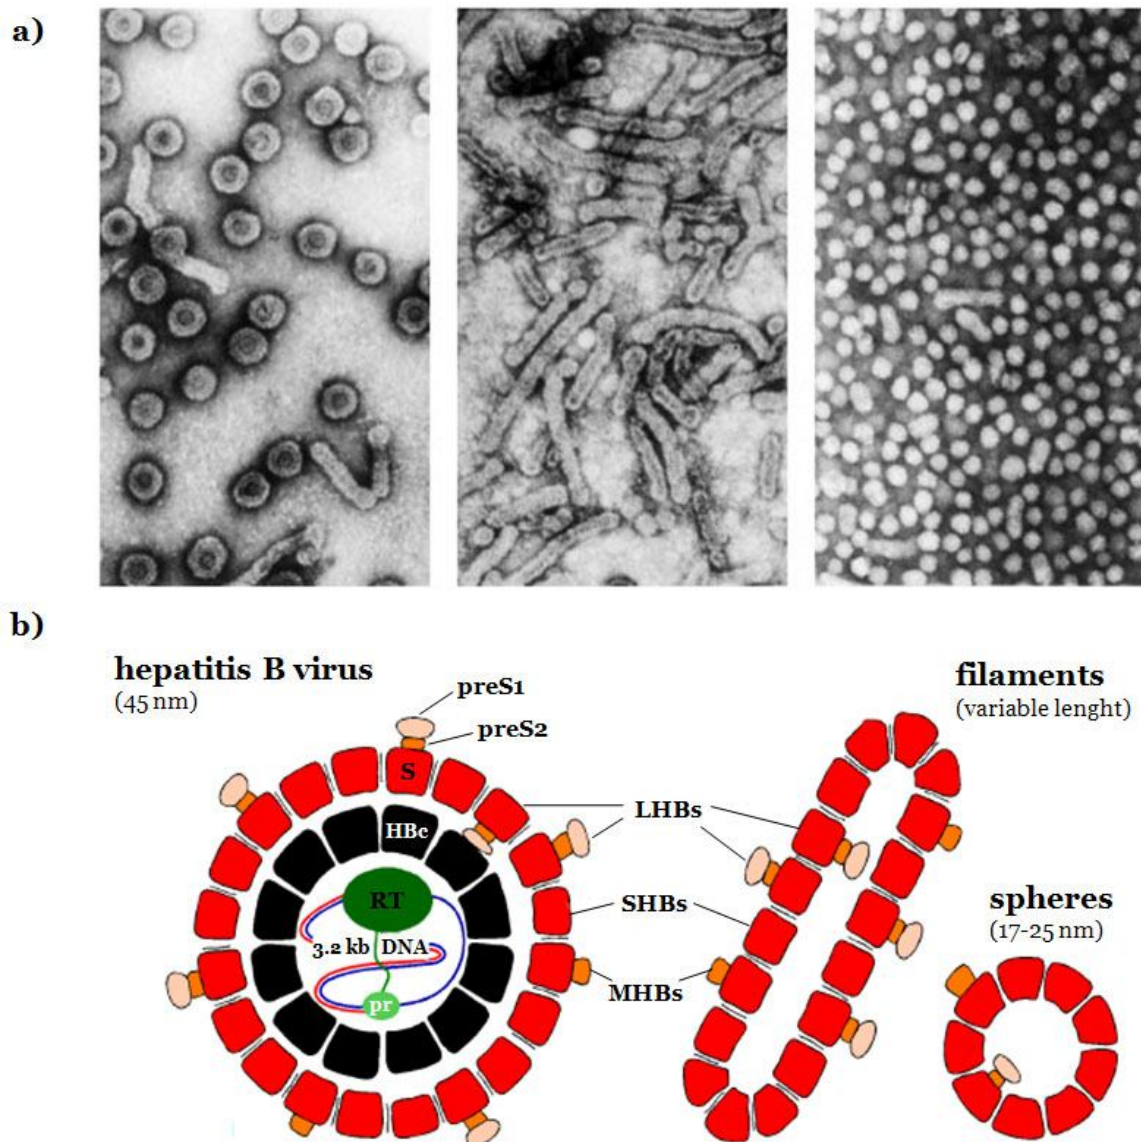 a)
b)
hepatitis B virus
(45 nm)
preS1
preS2
S
HBc
RT
3.2 kb DNA
pr
LHBs
SHBs
MHBs
filaments
(variable lenght)
spheres
(17-25 nm)